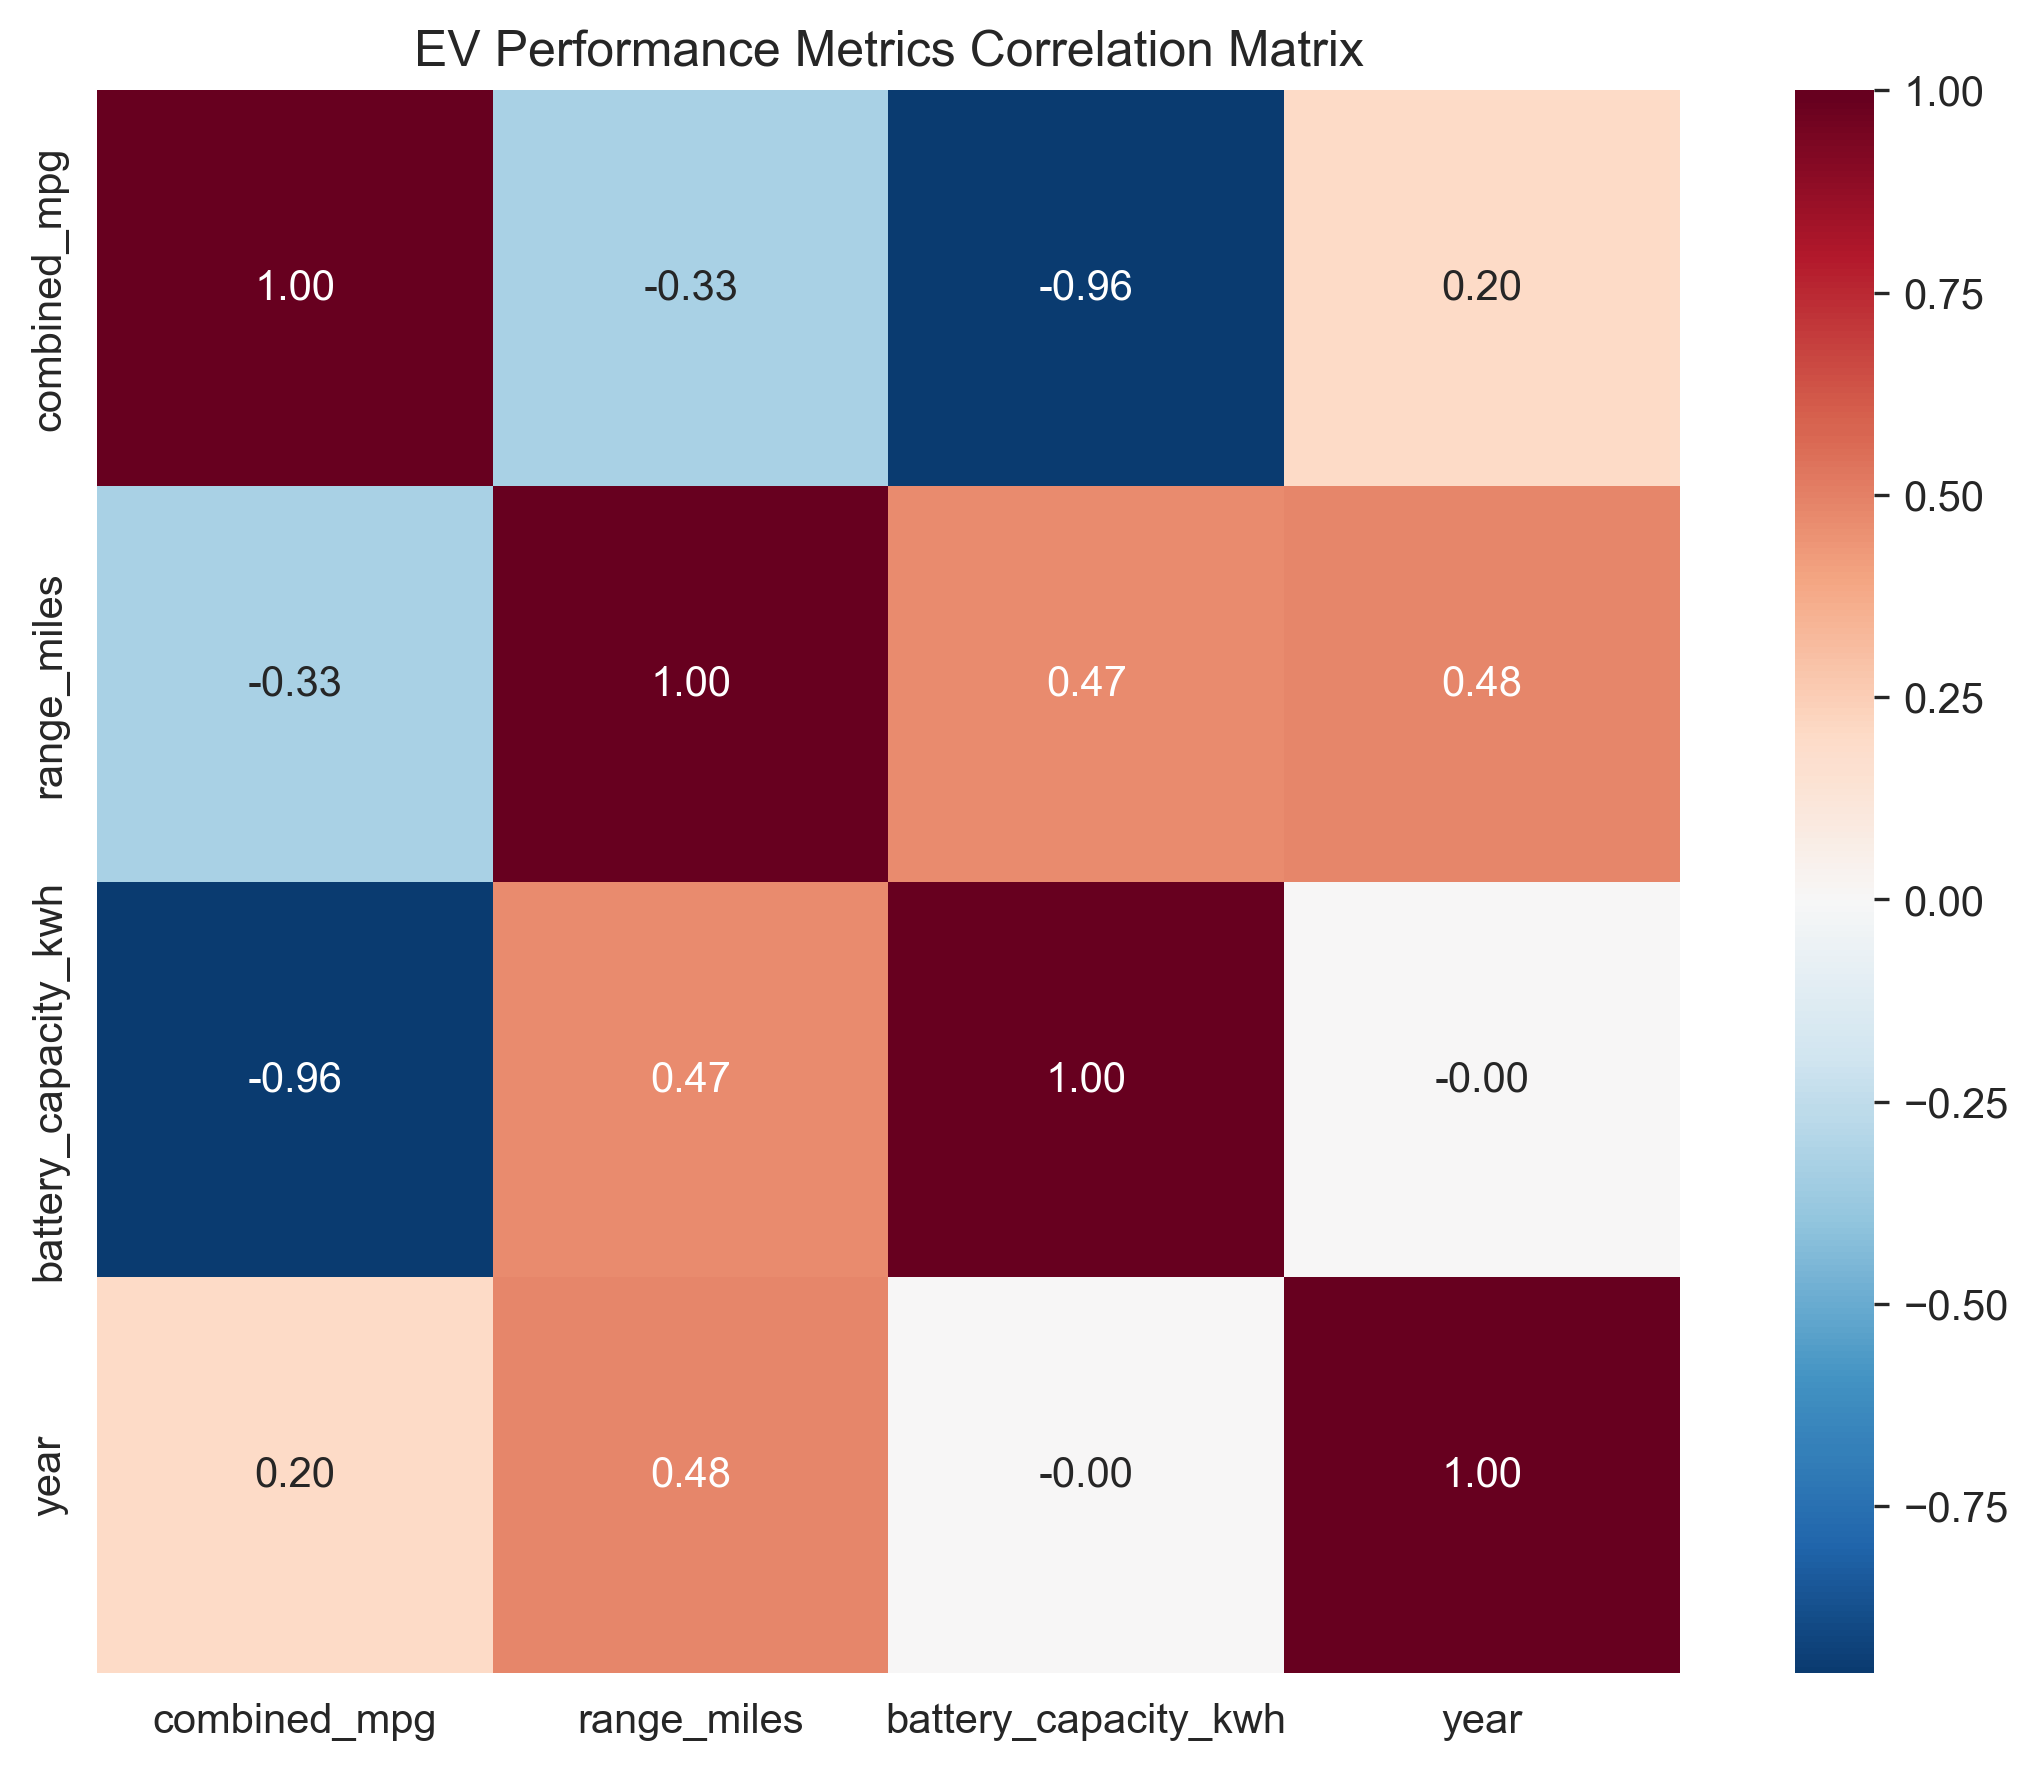 EV Performance Metrics Correlation Matrix
combined_mpg
1.00
-0.33
-0.96
0.20
range_miles
-0.33
1.00
0.47
0.48
battery_capacity_kwh
-0.96
0.47
1.00
-0.00
year
0.20
0.48
-0.00
1.00
combined_mpg
range_miles
battery_capacity_kwh
year
1.00
0.75
0.50
0.25
0.00
−0.25
−0.50
−0.75